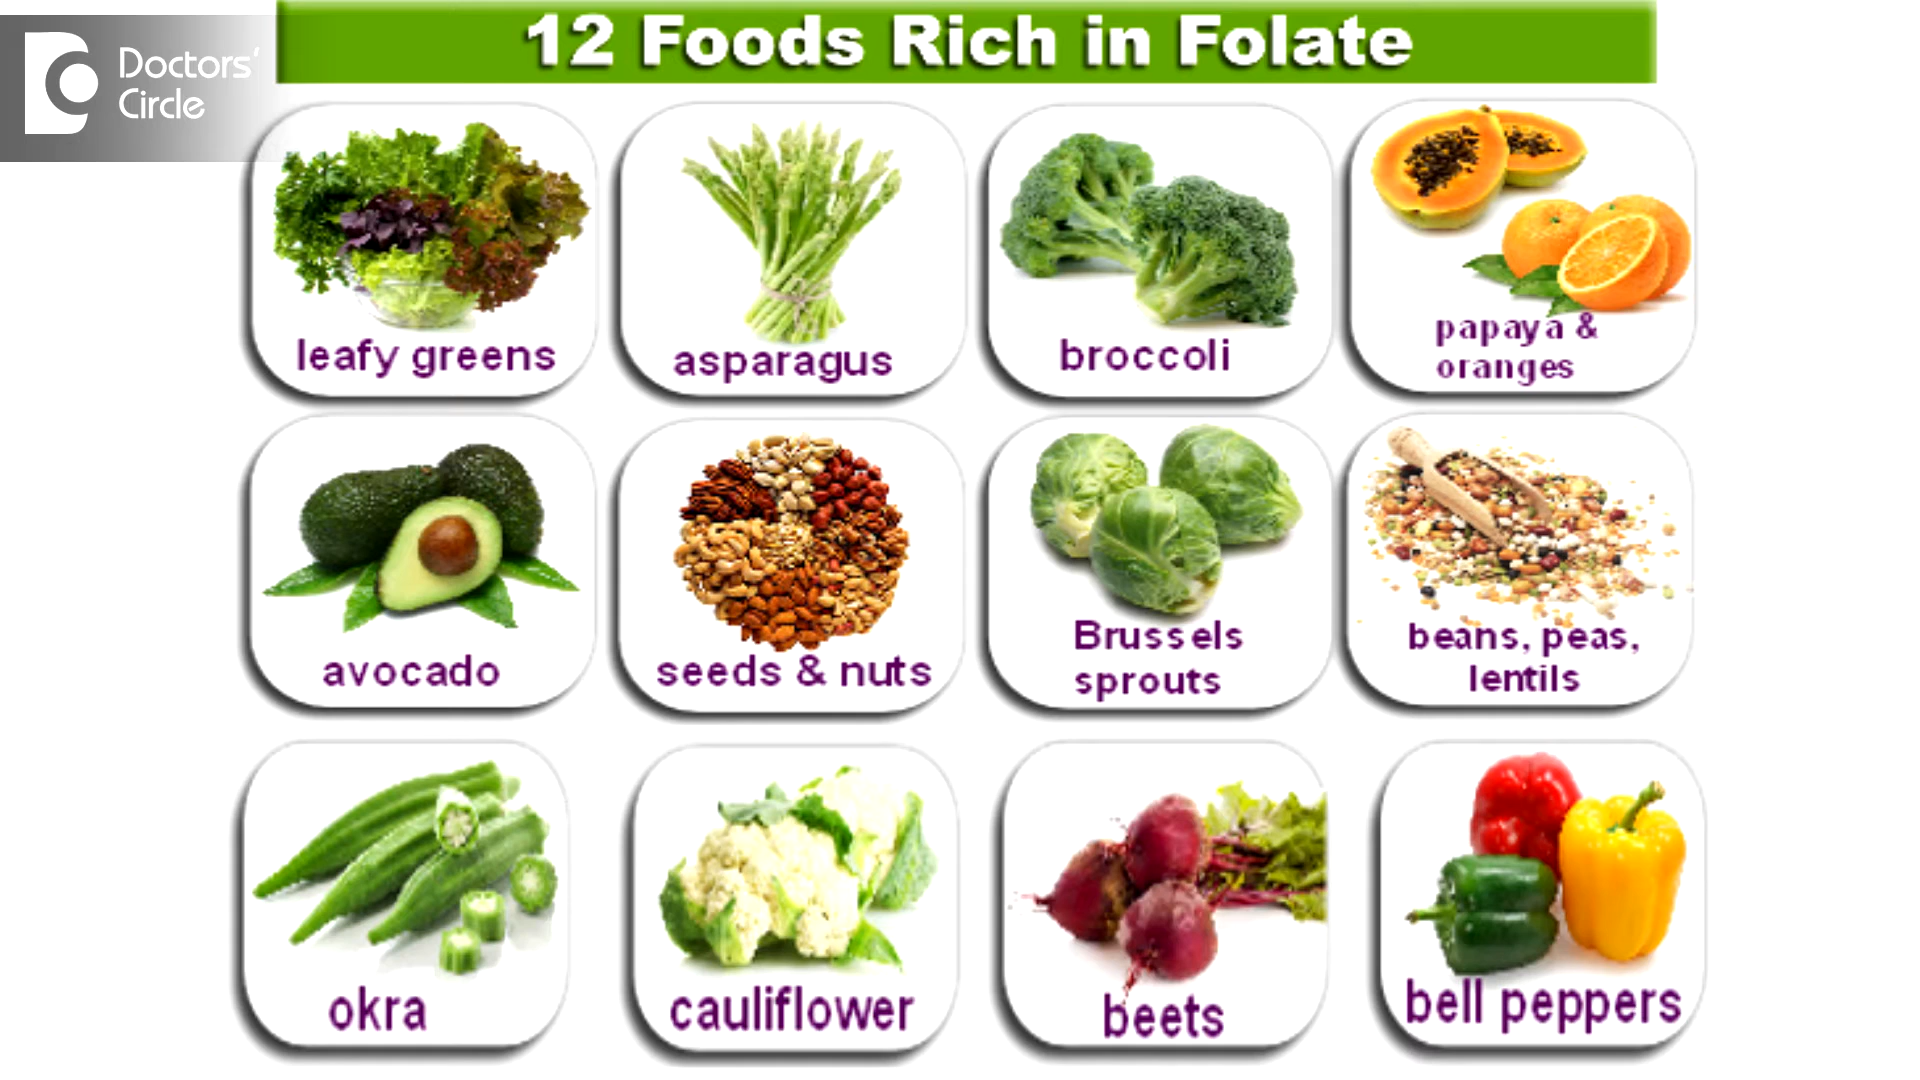 12 Foods Rich in Folate
Doctors'
Circle
leafy greens
asparagus
broccoli
papaya &
oranges
avocado
seeds & nuts
Brussels
sprouts
beans, peas,
lentils
okra
cauliflower
beets
bell peppers